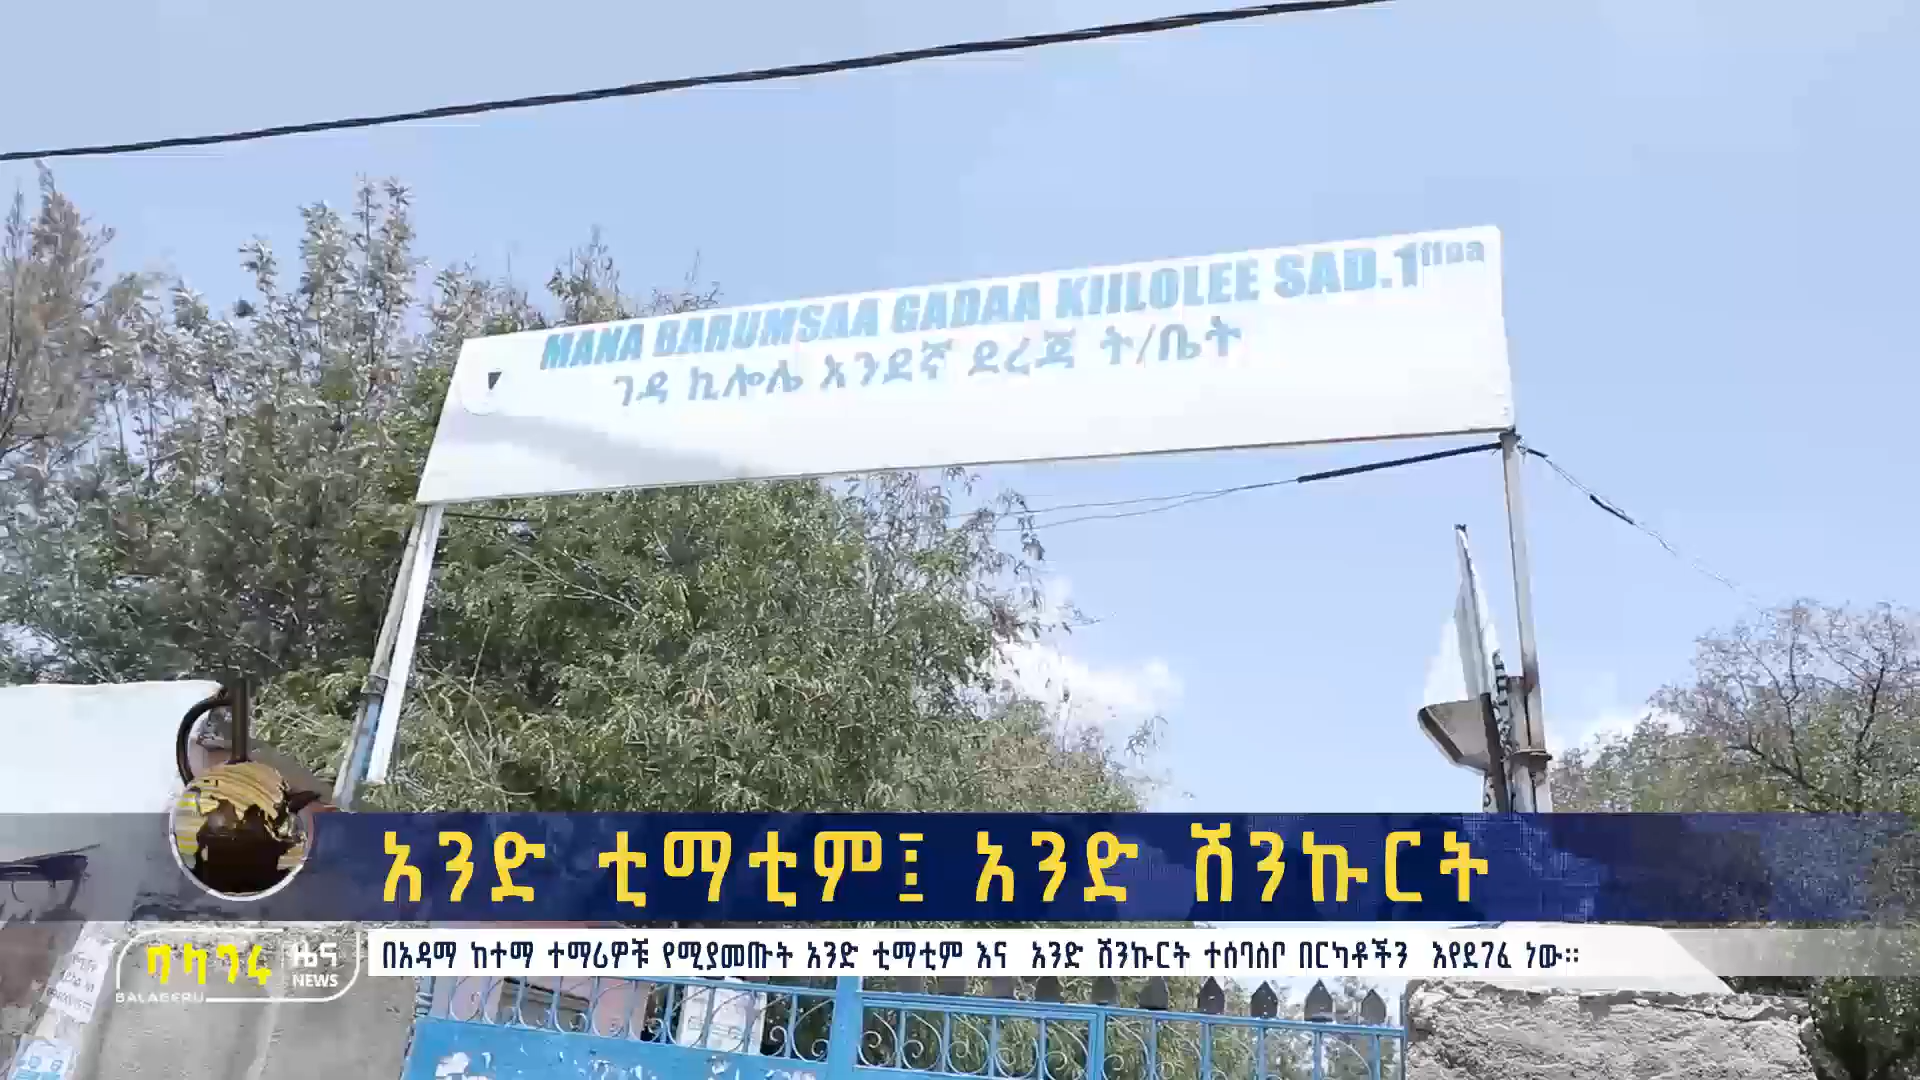 MANA BARUMSAA GADAA KIILOLEE SAD.1ffaa
ገዳ ኪሎሌ አንደኛ ደረጃ ት/ቤት
አንድ ቲማቲም፤ አንድ ሽንኩርት
በአዳማ ከተማ ተማሪዎቹ የሚያመጡት አንድ ቲማቲም እና አንድ ሽንኩርት ተሰባስቦ በርካቶችን እየደገፈ ነው።
ባላገሩ ዜና
BALAGERU NEWS